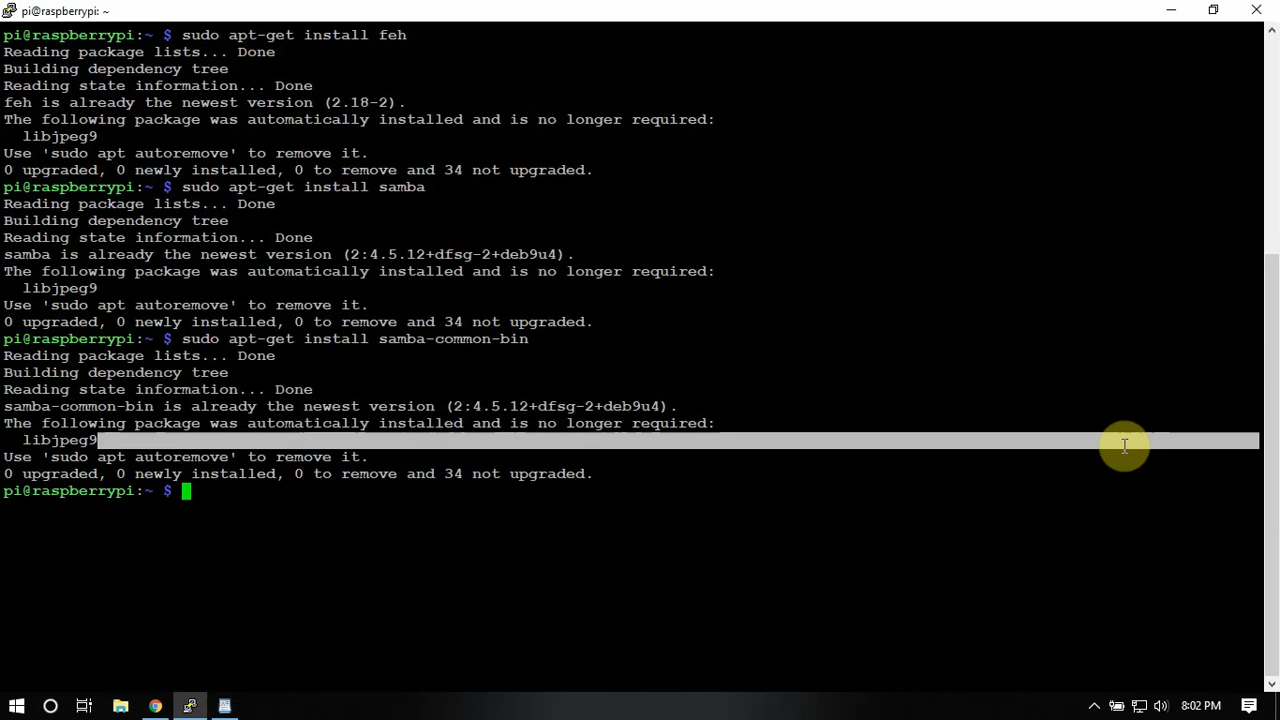 pi@raspberrypi: ~
pi@raspberrypi:~ $ sudo apt-get install feh
Reading package lists... Done
Building dependency tree
Reading state information... Done
feh is already the newest version (2.18-2).
The following package was automatically installed and is no longer required:
  libjpeg9
Use 'sudo apt autoremove' to remove it.
0 upgraded, 0 newly installed, 0 to remove and 34 not upgraded.
pi@raspberrypi:~ $ sudo apt-get install samba
Reading package lists... Done
Building dependency tree
Reading state information... Done
samba is already the newest version (2:4.5.12+dfsg-2+deb9u4).
The following package was automatically installed and is no longer required:
  libjpeg9
Use 'sudo apt autoremove' to remove it.
0 upgraded, 0 newly installed, 0 to remove and 34 not upgraded.
pi@raspberrypi:~ $ sudo apt-get install samba-common-bin
Reading package lists... Done
Building dependency tree
Reading state information... Done
samba-common-bin is already the newest version (2:4.5.12+dfsg-2+deb9u4).
The following package was automatically installed and is no longer required:
  libjpeg9
Use 'sudo apt autoremove' to remove it.
0 upgraded, 0 newly installed, 0 to remove and 34 not upgraded.
pi@raspberrypi:~ $
8:02 PM